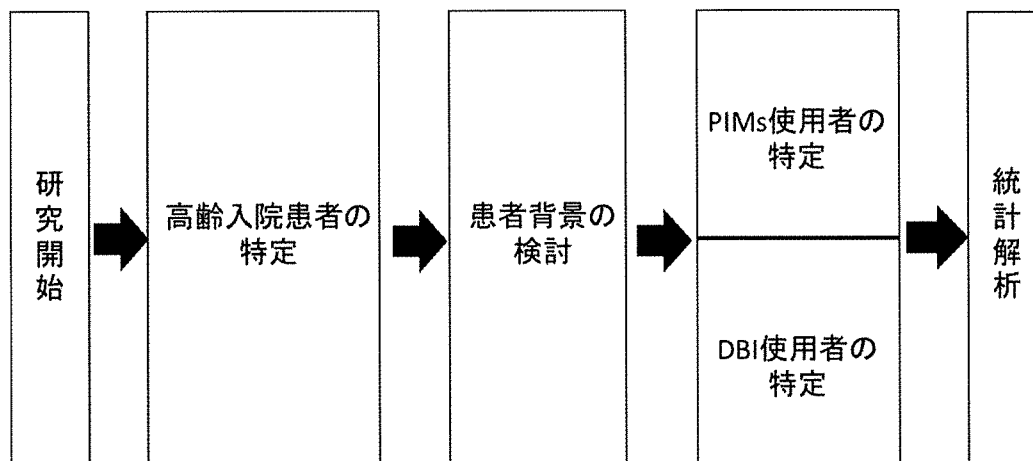 研究開始
高齢入院患者の
特定
患者背景の
検討
PIMs使用者の
特定
DBI使用者の
特定
統計解析